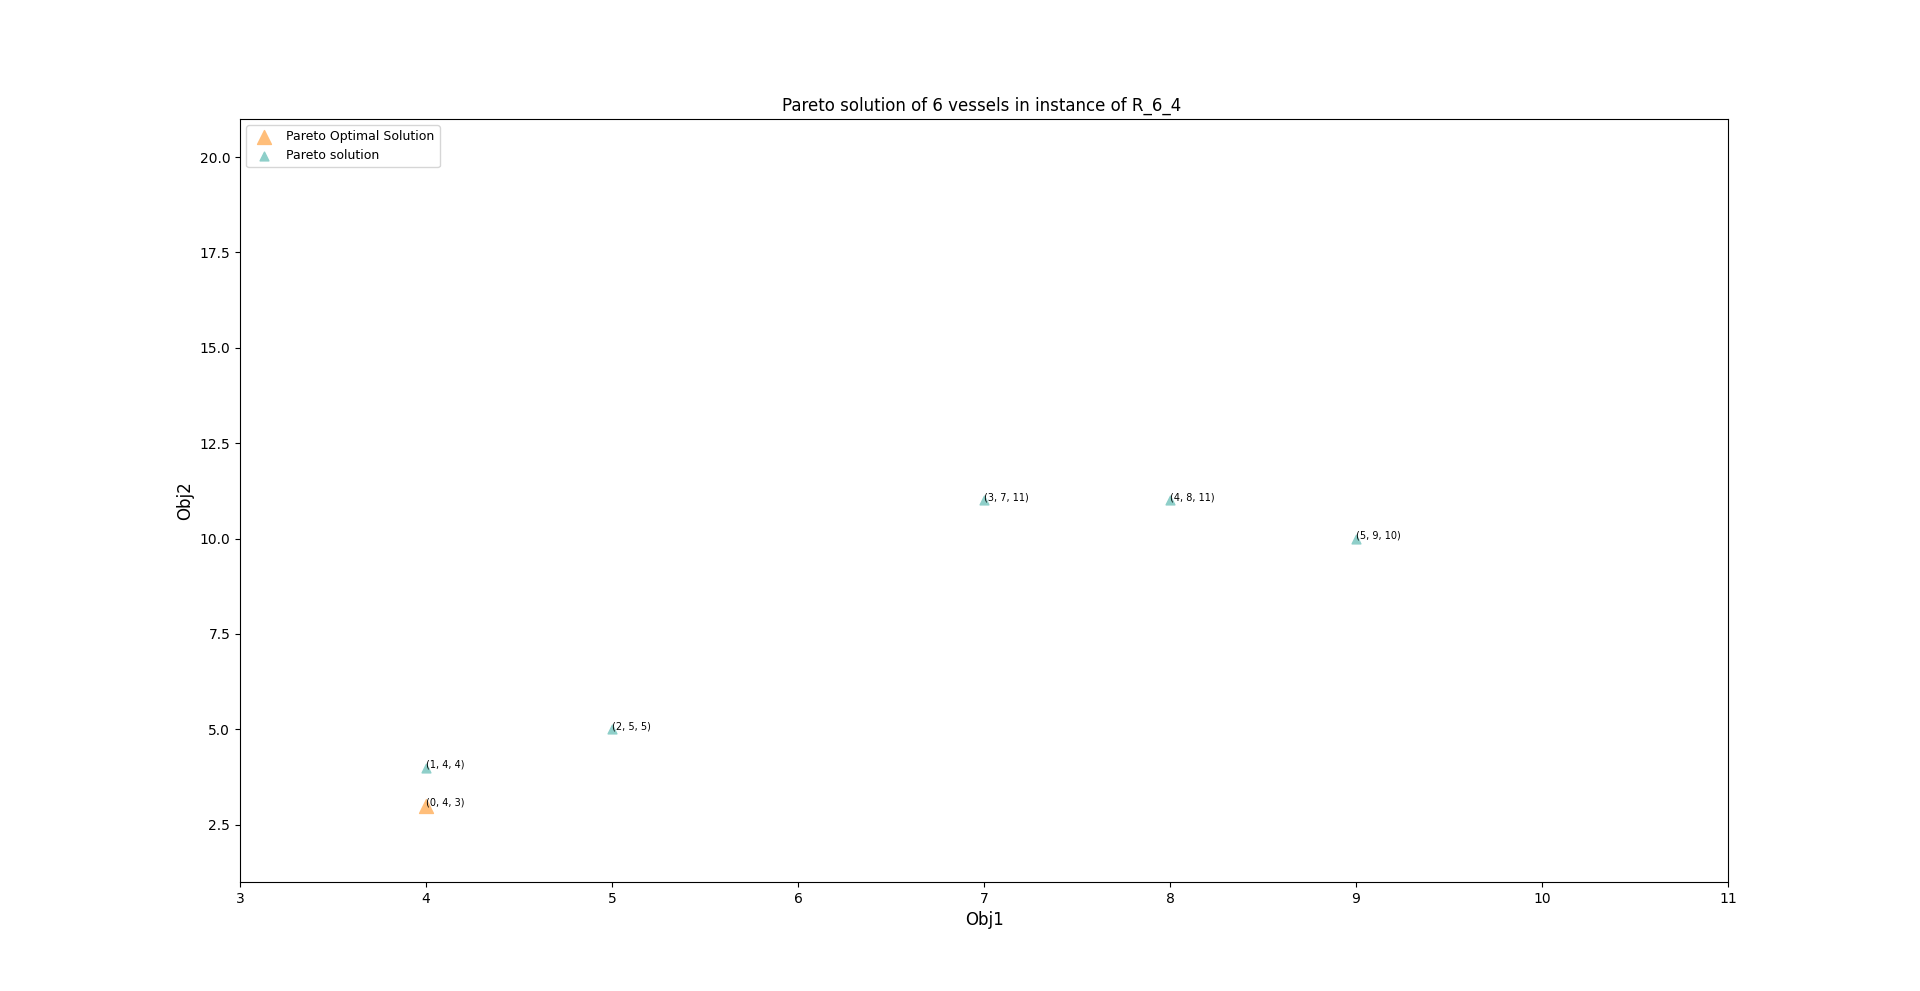 Pareto solution of 6 vessels in instance of R_6_4
Pareto Optimal Solution
Pareto solution
20.0
17.5
15.0
12.5
10.0
7.5
5.0
2.5
Obj2
(3, 7, 11)
(4, 8, 11)
(5, 9, 10)
(2, 5, 5)
(1, 4, 4)
(0, 4, 3)
3
4
5
6
7
8
9
10
11
Obj1